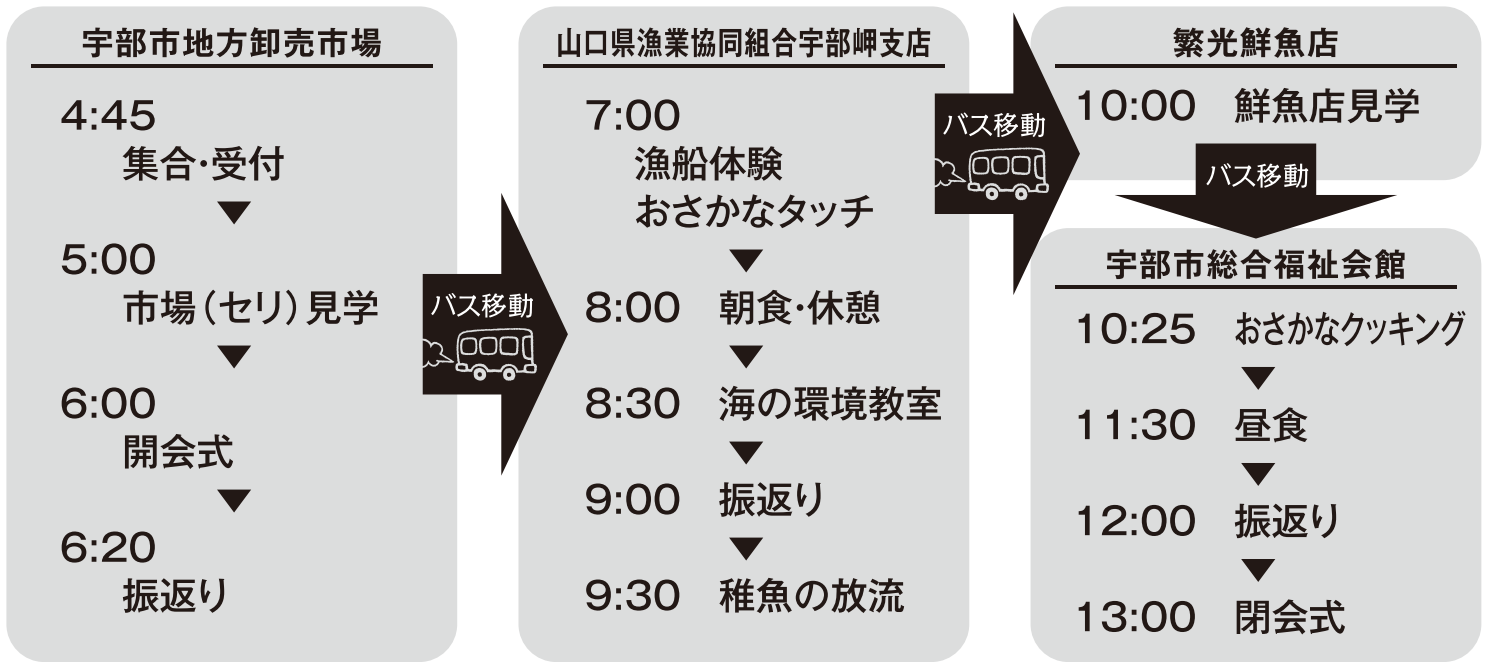 宇部市地方卸売市場
4:45
集合・受付
5:00
市場（セリ）見学
6:00
開会式
6:20
振返り
バス移動
山口県漁業協同組合宇部岬支店
7:00
漁船体験
おさかなタッチ
8:00 朝食・休憩
8:30 海の環境教室
9:00 振返り
9:30 稚魚の放流
バス移動
繁光鮮魚店
10:00 鮮魚店見学
バス移動
宇部市総合福祉会館
10:25 おさかなクッキング
11:30 昼食
12:00 振返り
13:00 閉会式